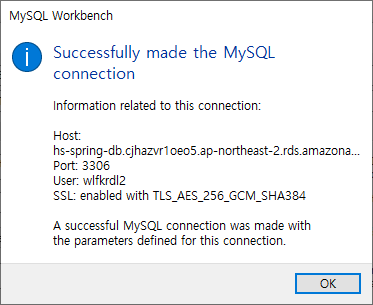 MySQL Workbench
Successfully made the MySQL
connection
Information related to this connection:
Host:
hs-spring-db.cjhazvr1oeo5.ap-northeast-2.rds.amazona...
Port: 3306
User: wlfkrdl2
SSL: enabled with TLS_AES_256_GCM_SHA384
A successful MySQL connection was made with
the parameters defined for this connection.
OK